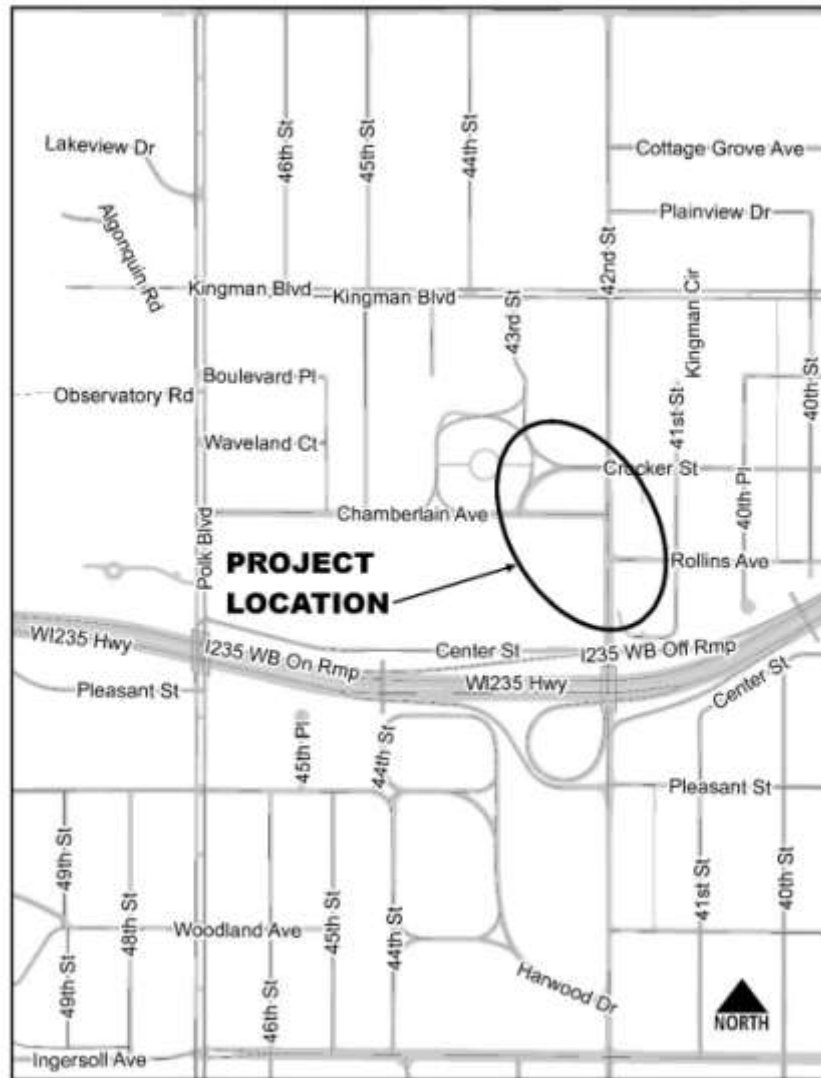 Lakeview Dr
46th St
45th St
44th St
Cottage Grove Ave
Algonquin Rd
Plainview Dr
42nd St
Kingman Blvd
Kingman Blvd
43rd St
Kingman Cir
Boulevard Pl
Observatory Rd
40th St
41st St
Waveland Ct
Crocker St
40th Pl
Chamberlain Ave
Polk Blvd
PROJECT
LOCATION
Rollins Ave
WI235 Hwy
I235 WB On Rmp
Center St
I235 WB Off Rmp
WI235 Hwy
Center St
Pleasant St
45th Pl
44th St
Pleasant St
49th St
48th St
41st St
40th St
Woodland Ave
45th St
44th St
49th St
46th St
Harwood Dr
NORTH
Ingersoll Ave